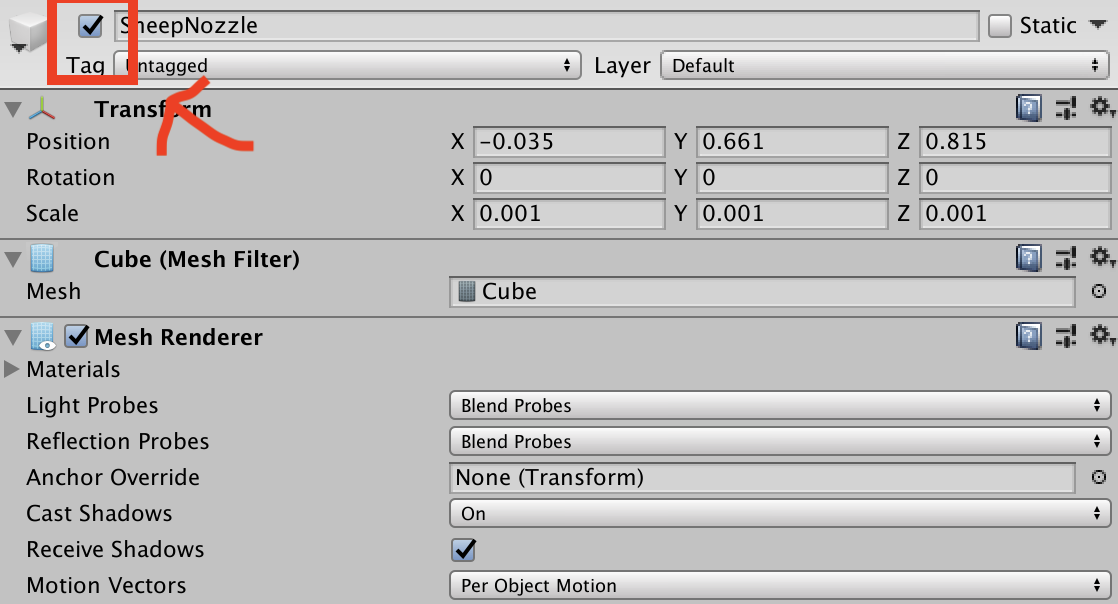 SheepNozzle Static
Tag Untagged Layer Default
Transform
Position X -0.035 Y 0.661 Z 0.815
Rotation X 0 Y 0 Z 0
Scale X 0.001 Y 0.001 Z 0.001
Cube (Mesh Filter)
Mesh Cube
Mesh Renderer
Materials
Light Probes Blend Probes
Reflection Probes Blend Probes
Anchor Override None (Transform)
Cast Shadows On
Receive Shadows
Motion Vectors Per Object Motion